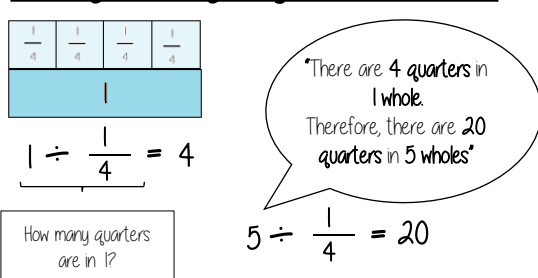 1/4 1/4 1/4 1/4
1
1 ÷ 1/4 = 4
How many quarters
are in 1?
"There are 4 quarters in
1 whole.
Therefore, there are 20
quarters in 5 wholes"
5 ÷ 1/4 = 20